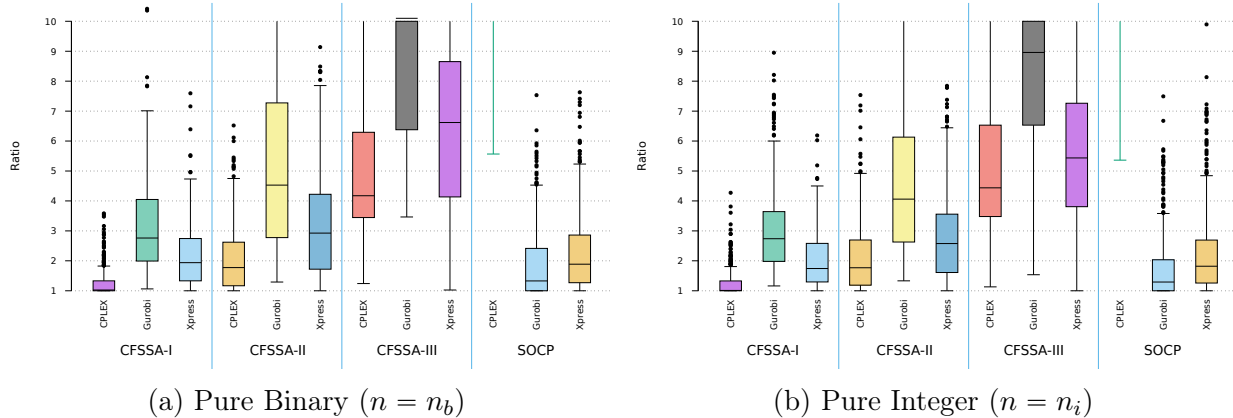 10
9
8
7
6
5
4
3
2
1
Ratio
CPLEX
Gurobi
Xpress
CPLEX
Gurobi
Xpress
CPLEX
Gurobi
Xpress
CPLEX
Gurobi
Xpress
CFSSA-I
CFSSA-II
CFSSA-III
SOCP
(a) Pure Binary (n = n_b)
10
9
8
7
6
5
4
3
2
1
Ratio
CPLEX
Gurobi
Xpress
CPLEX
Gurobi
Xpress
CPLEX
Gurobi
Xpress
CPLEX
Gurobi
Xpress
CFSSA-I
CFSSA-II
CFSSA-III
SOCP
(b) Pure Integer (n = n_i)